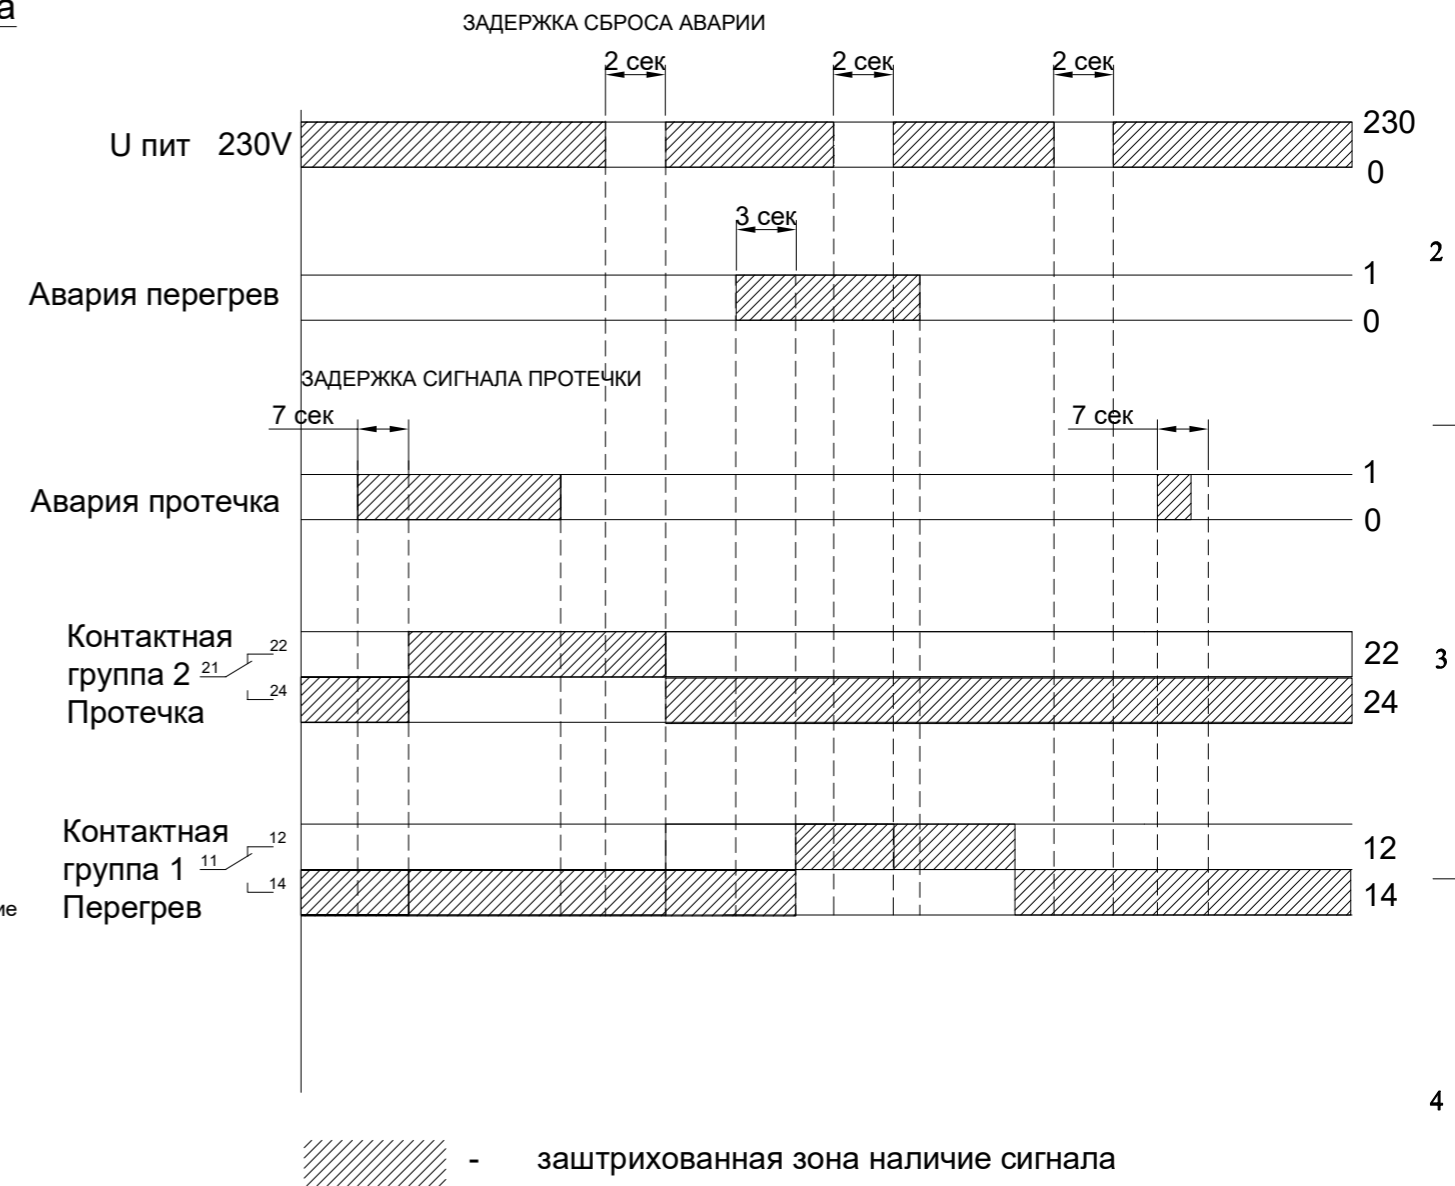 а
ЗАДЕРЖКА СБРОСА АВАРИИ
2 сек 2 сек 2 сек
U пит 230V
230
0
3 сек
2
Авария перегрев
1
0
ЗАДЕРЖКА СИГНАЛА ПРОТЕЧКИ
7 сек 7 сек
Авария протечка
1
0
Контактная
группа 2
Протечка
21
22
24
22
24
3
Контактная
группа 1
Перегрев
11
12
14
12
14
ие
4
- заштрихованная зона наличие сигнала